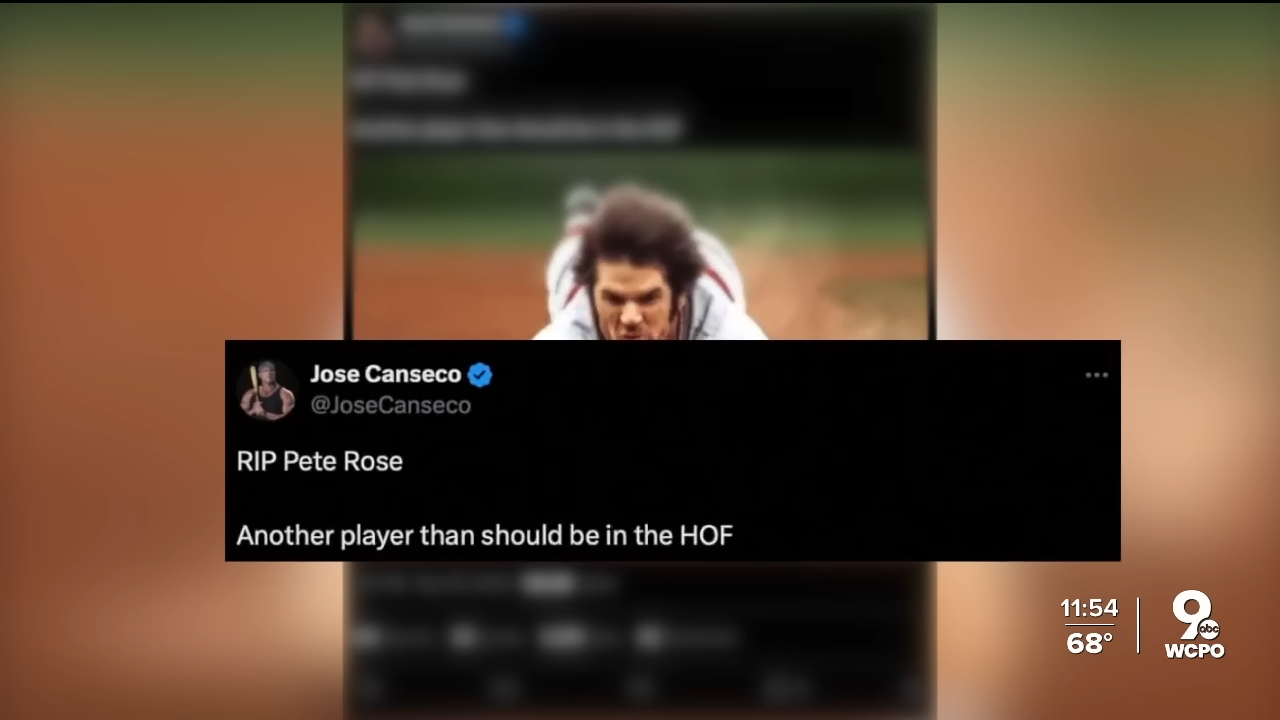 Jose Canseco
@JoseCanseco
RIP Pete Rose
Another player than should be in the HOF
11:54
68°
9
abc
WCPO